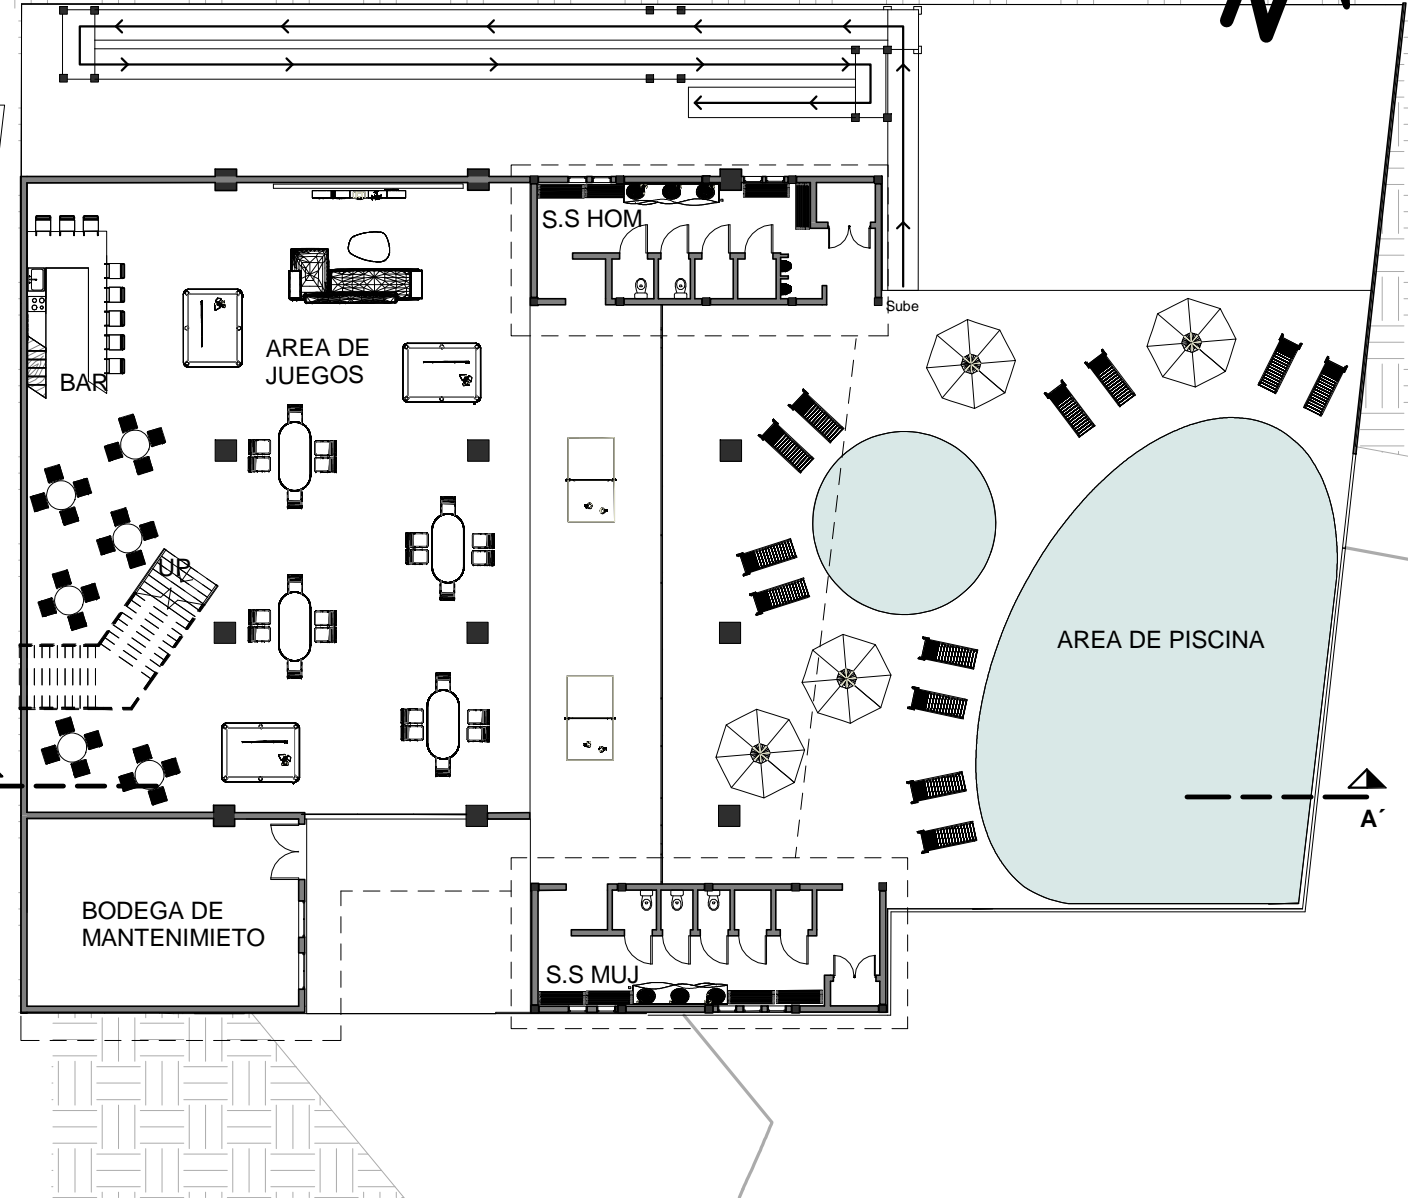 N
S.S HOM
Sube
AREA DE
JUEGOS
BAR
UP
AREA DE PISCINA
A´
BODEGA DE
MANTENIMIETO
S.S MUJ